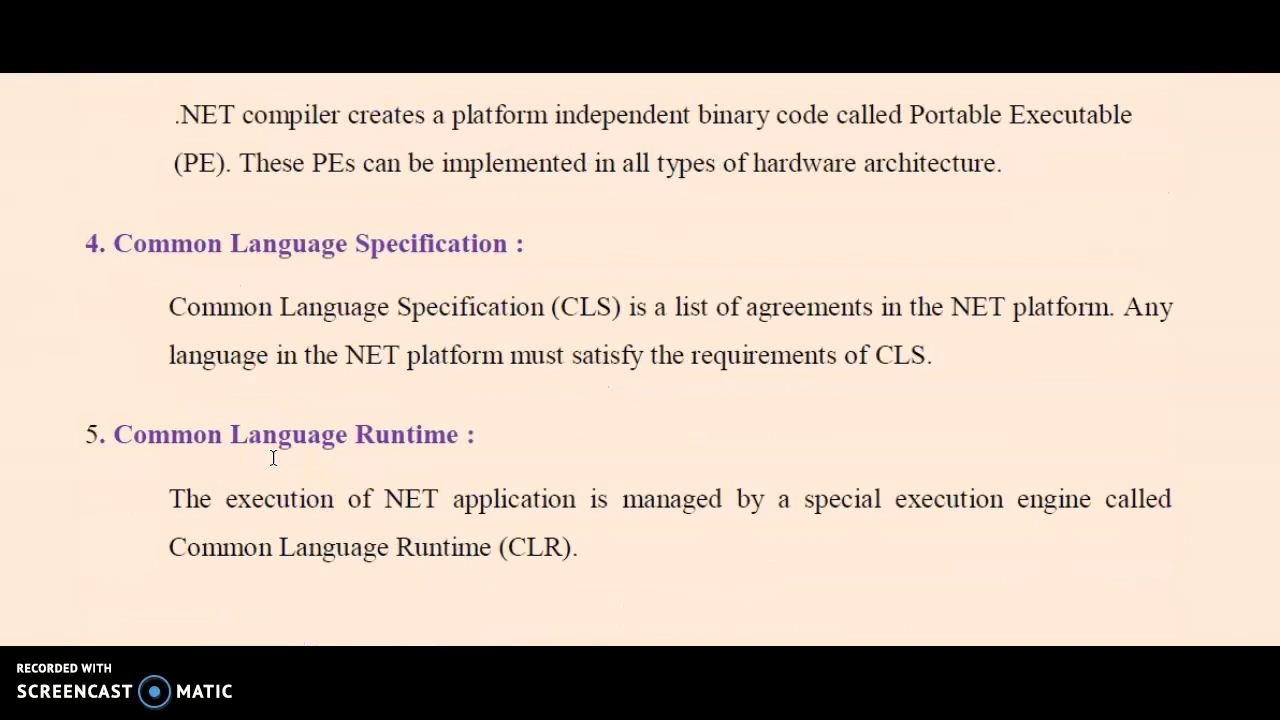 .NET compiler creates a platform independent binary code called Portable Executable
(PE). These PEs can be implemented in all types of hardware architecture.
4. Common Language Specification :
Common Language Specification (CLS) is a list of agreements in the NET platform. Any
language in the NET platform must satisfy the requirements of CLS.
5. Common Language Runtime :
The execution of NET application is managed by a special execution engine called
Common Language Runtime (CLR).
RECORDED WITH
SCREENCAST MATIC